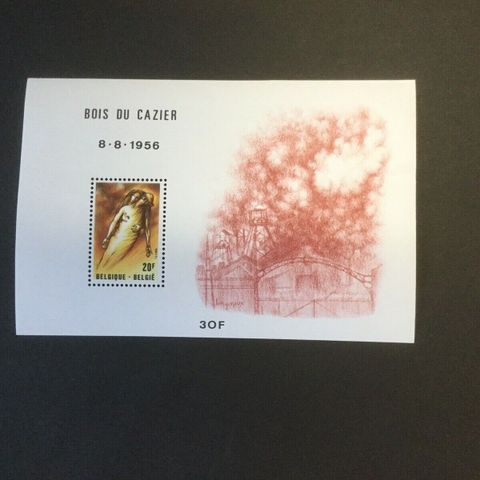 BOIS DU CAZIER
8·8·1956
20F
BELGIQUE - BELGIË
30F